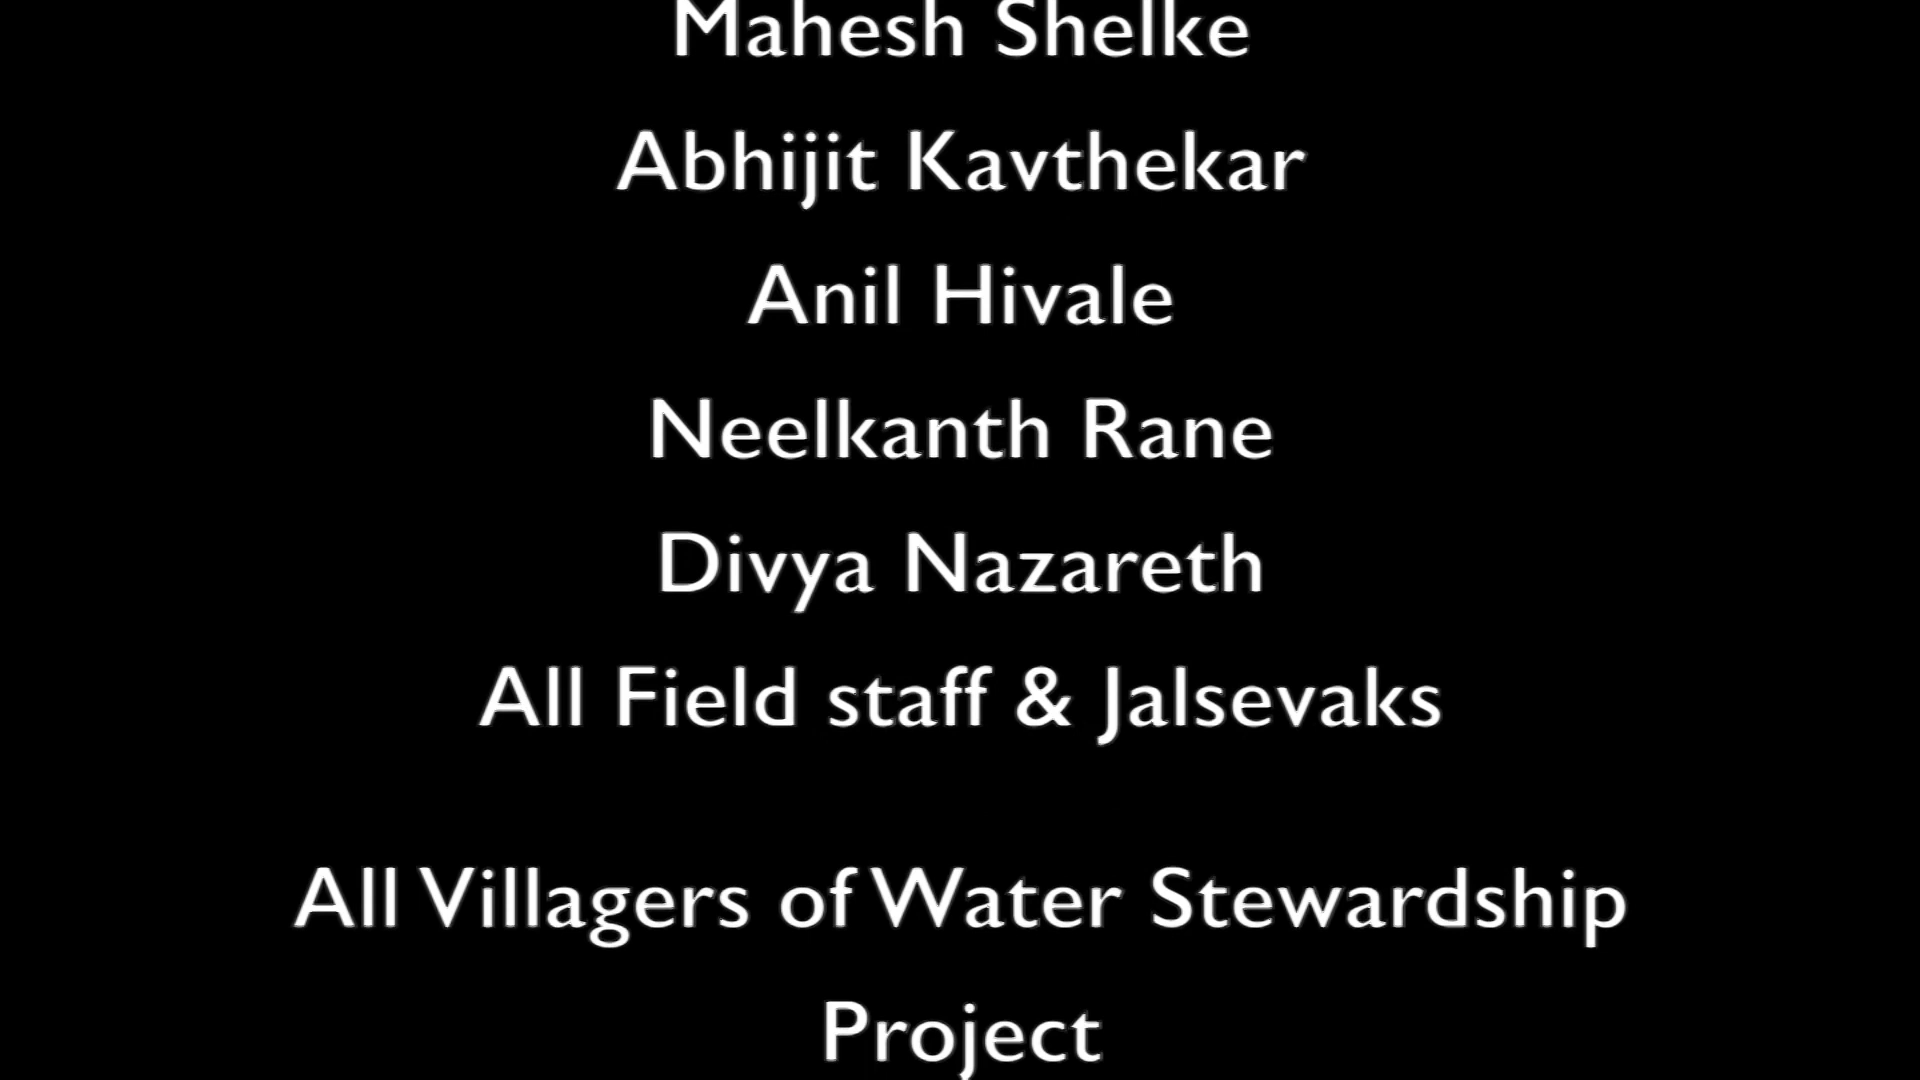 Mahesh Shelke
Abhijit Kavthekar
Anil Hivale
Neelkanth Rane
Divya Nazareth
All Field staff & Jalsevaks
All Villagers of Water Stewardship
Project